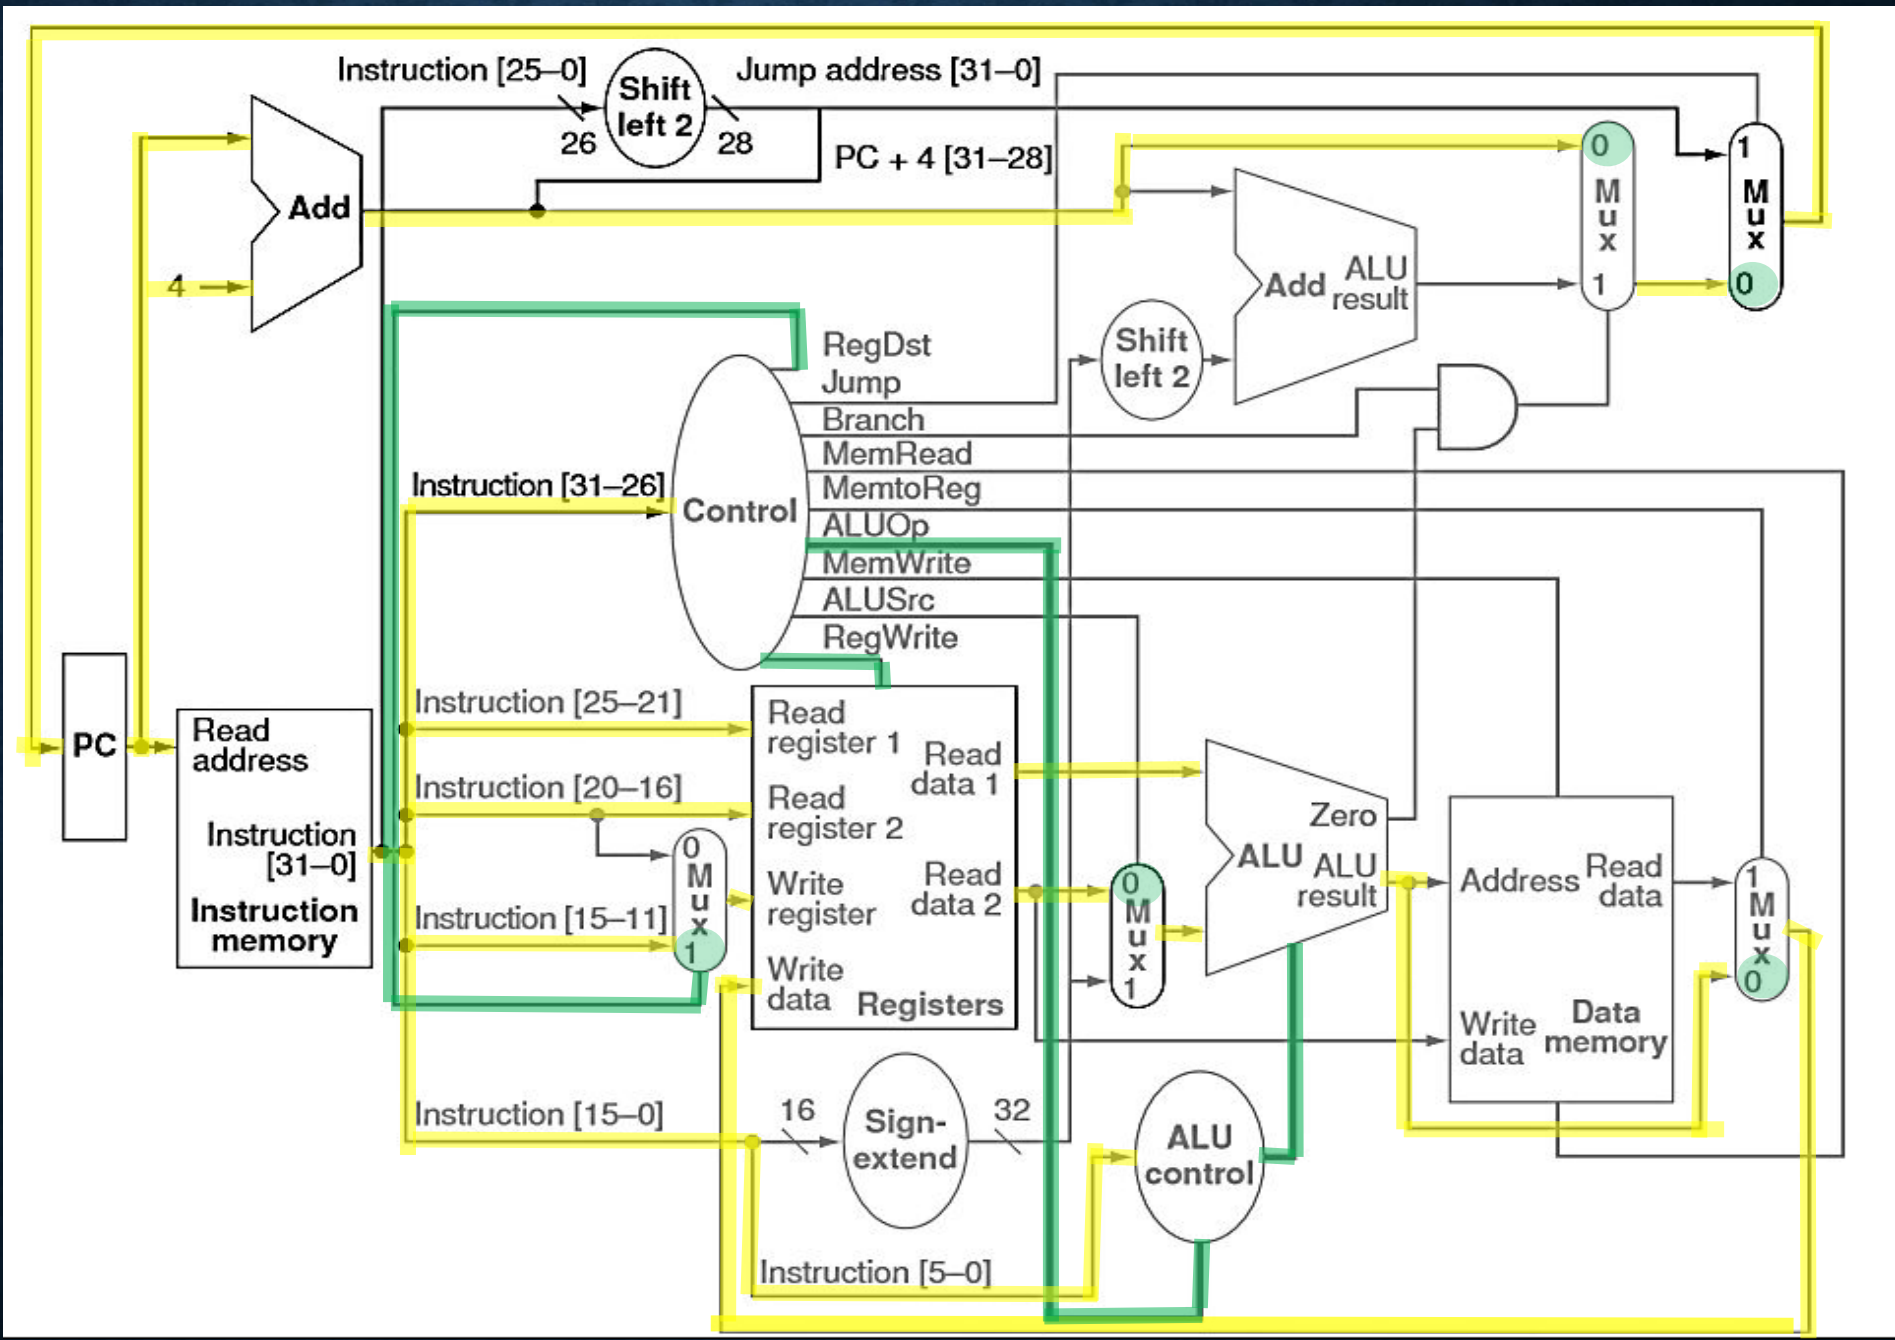 Instruction [25–0]
Shift
left 2
Jump address [31–0]
26
28
PC + 4 [31–28]
Add
4
0
M
u
x
1
1
M
u
x
0
Add
ALU
result
Shift
left 2
RegDst
Jump
Branch
MemRead
MemtoReg
ALUOp
MemWrite
ALUSrc
RegWrite
Instruction [31–26]
Control
PC
Read
address
Instruction
[31–0]
Instruction
memory
Instruction [25–21]
Instruction [20–16]
Instruction [15–11]
Instruction [15–0]
0
M
u
x
1
Read
register 1
Read
register 2
Write
register
Write
data
Read
data 1
Read
data 2
Registers
0
M
u
x
1
Zero
ALU
ALU
result
Address
Read
data
Write
data
Data
memory
1
M
u
x
0
16
Sign-
extend
32
ALU
control
Instruction [5–0]